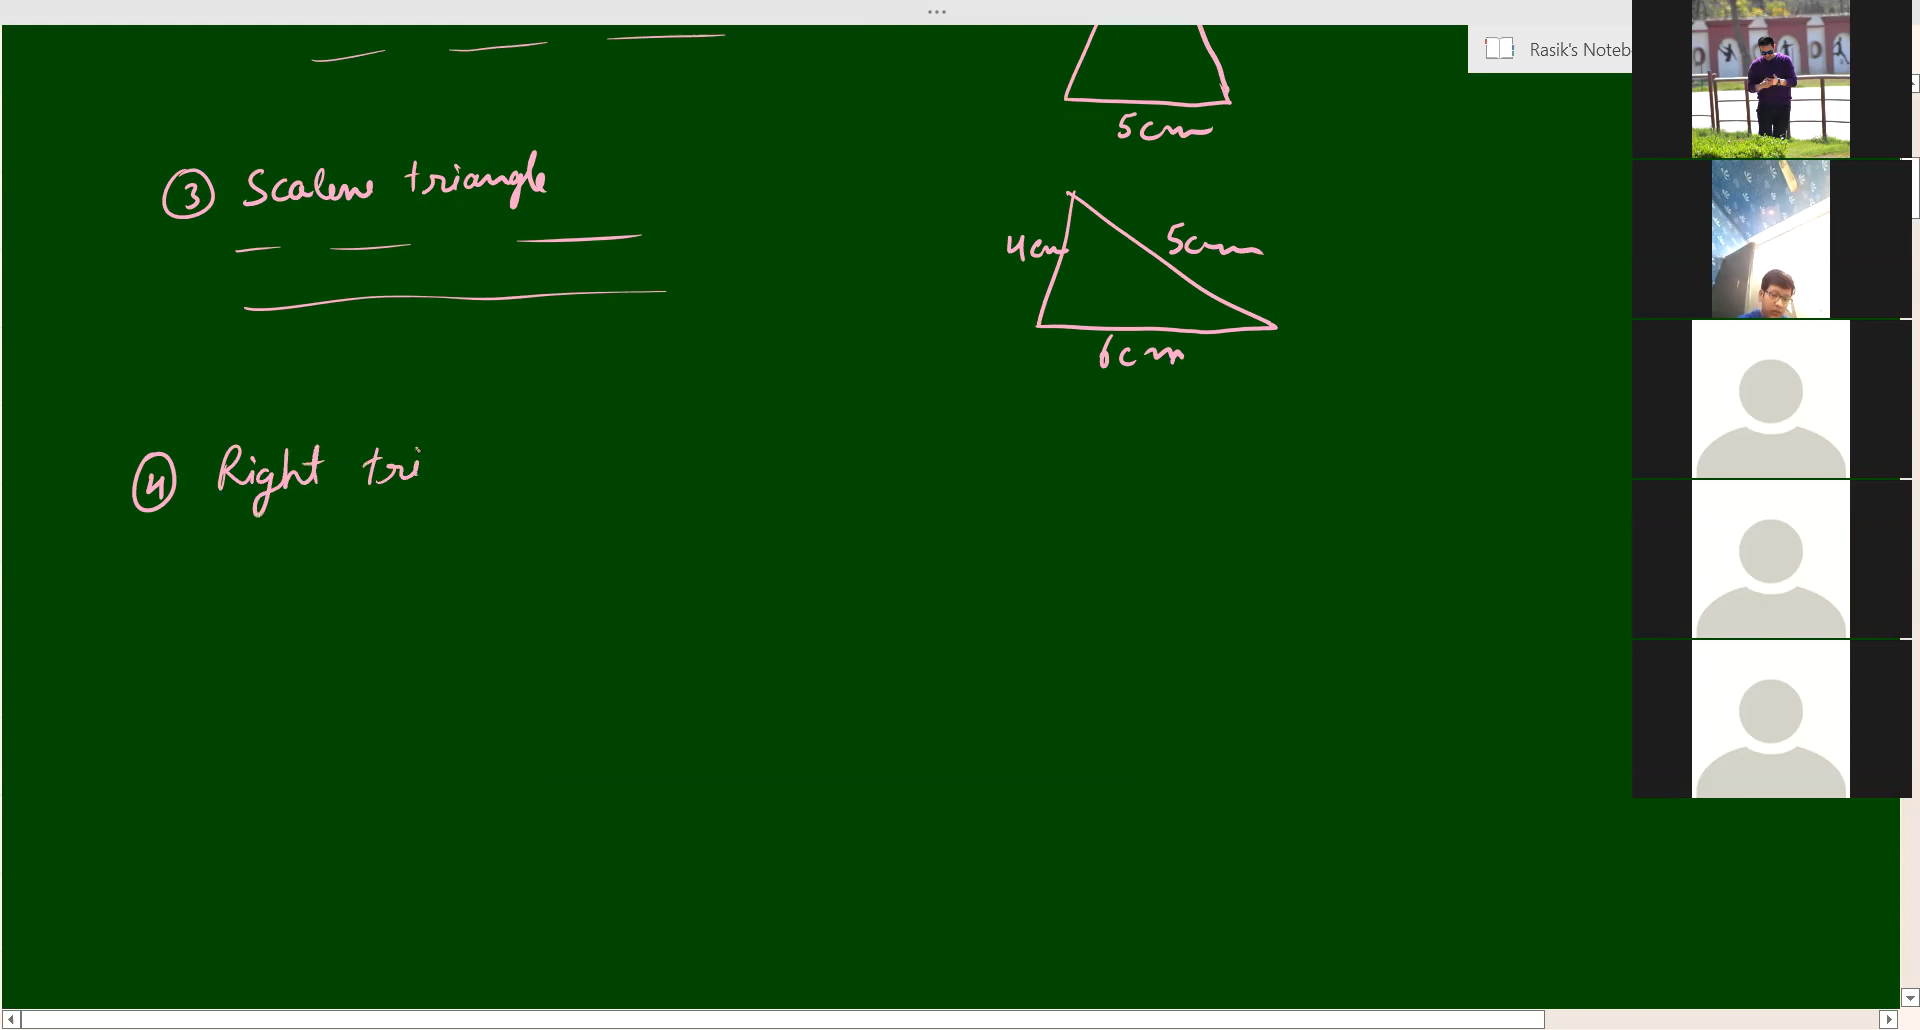 Rasik's Noteb
5cm
③ Scalene triangle
4cm
5cm
6cm
④ Right tri